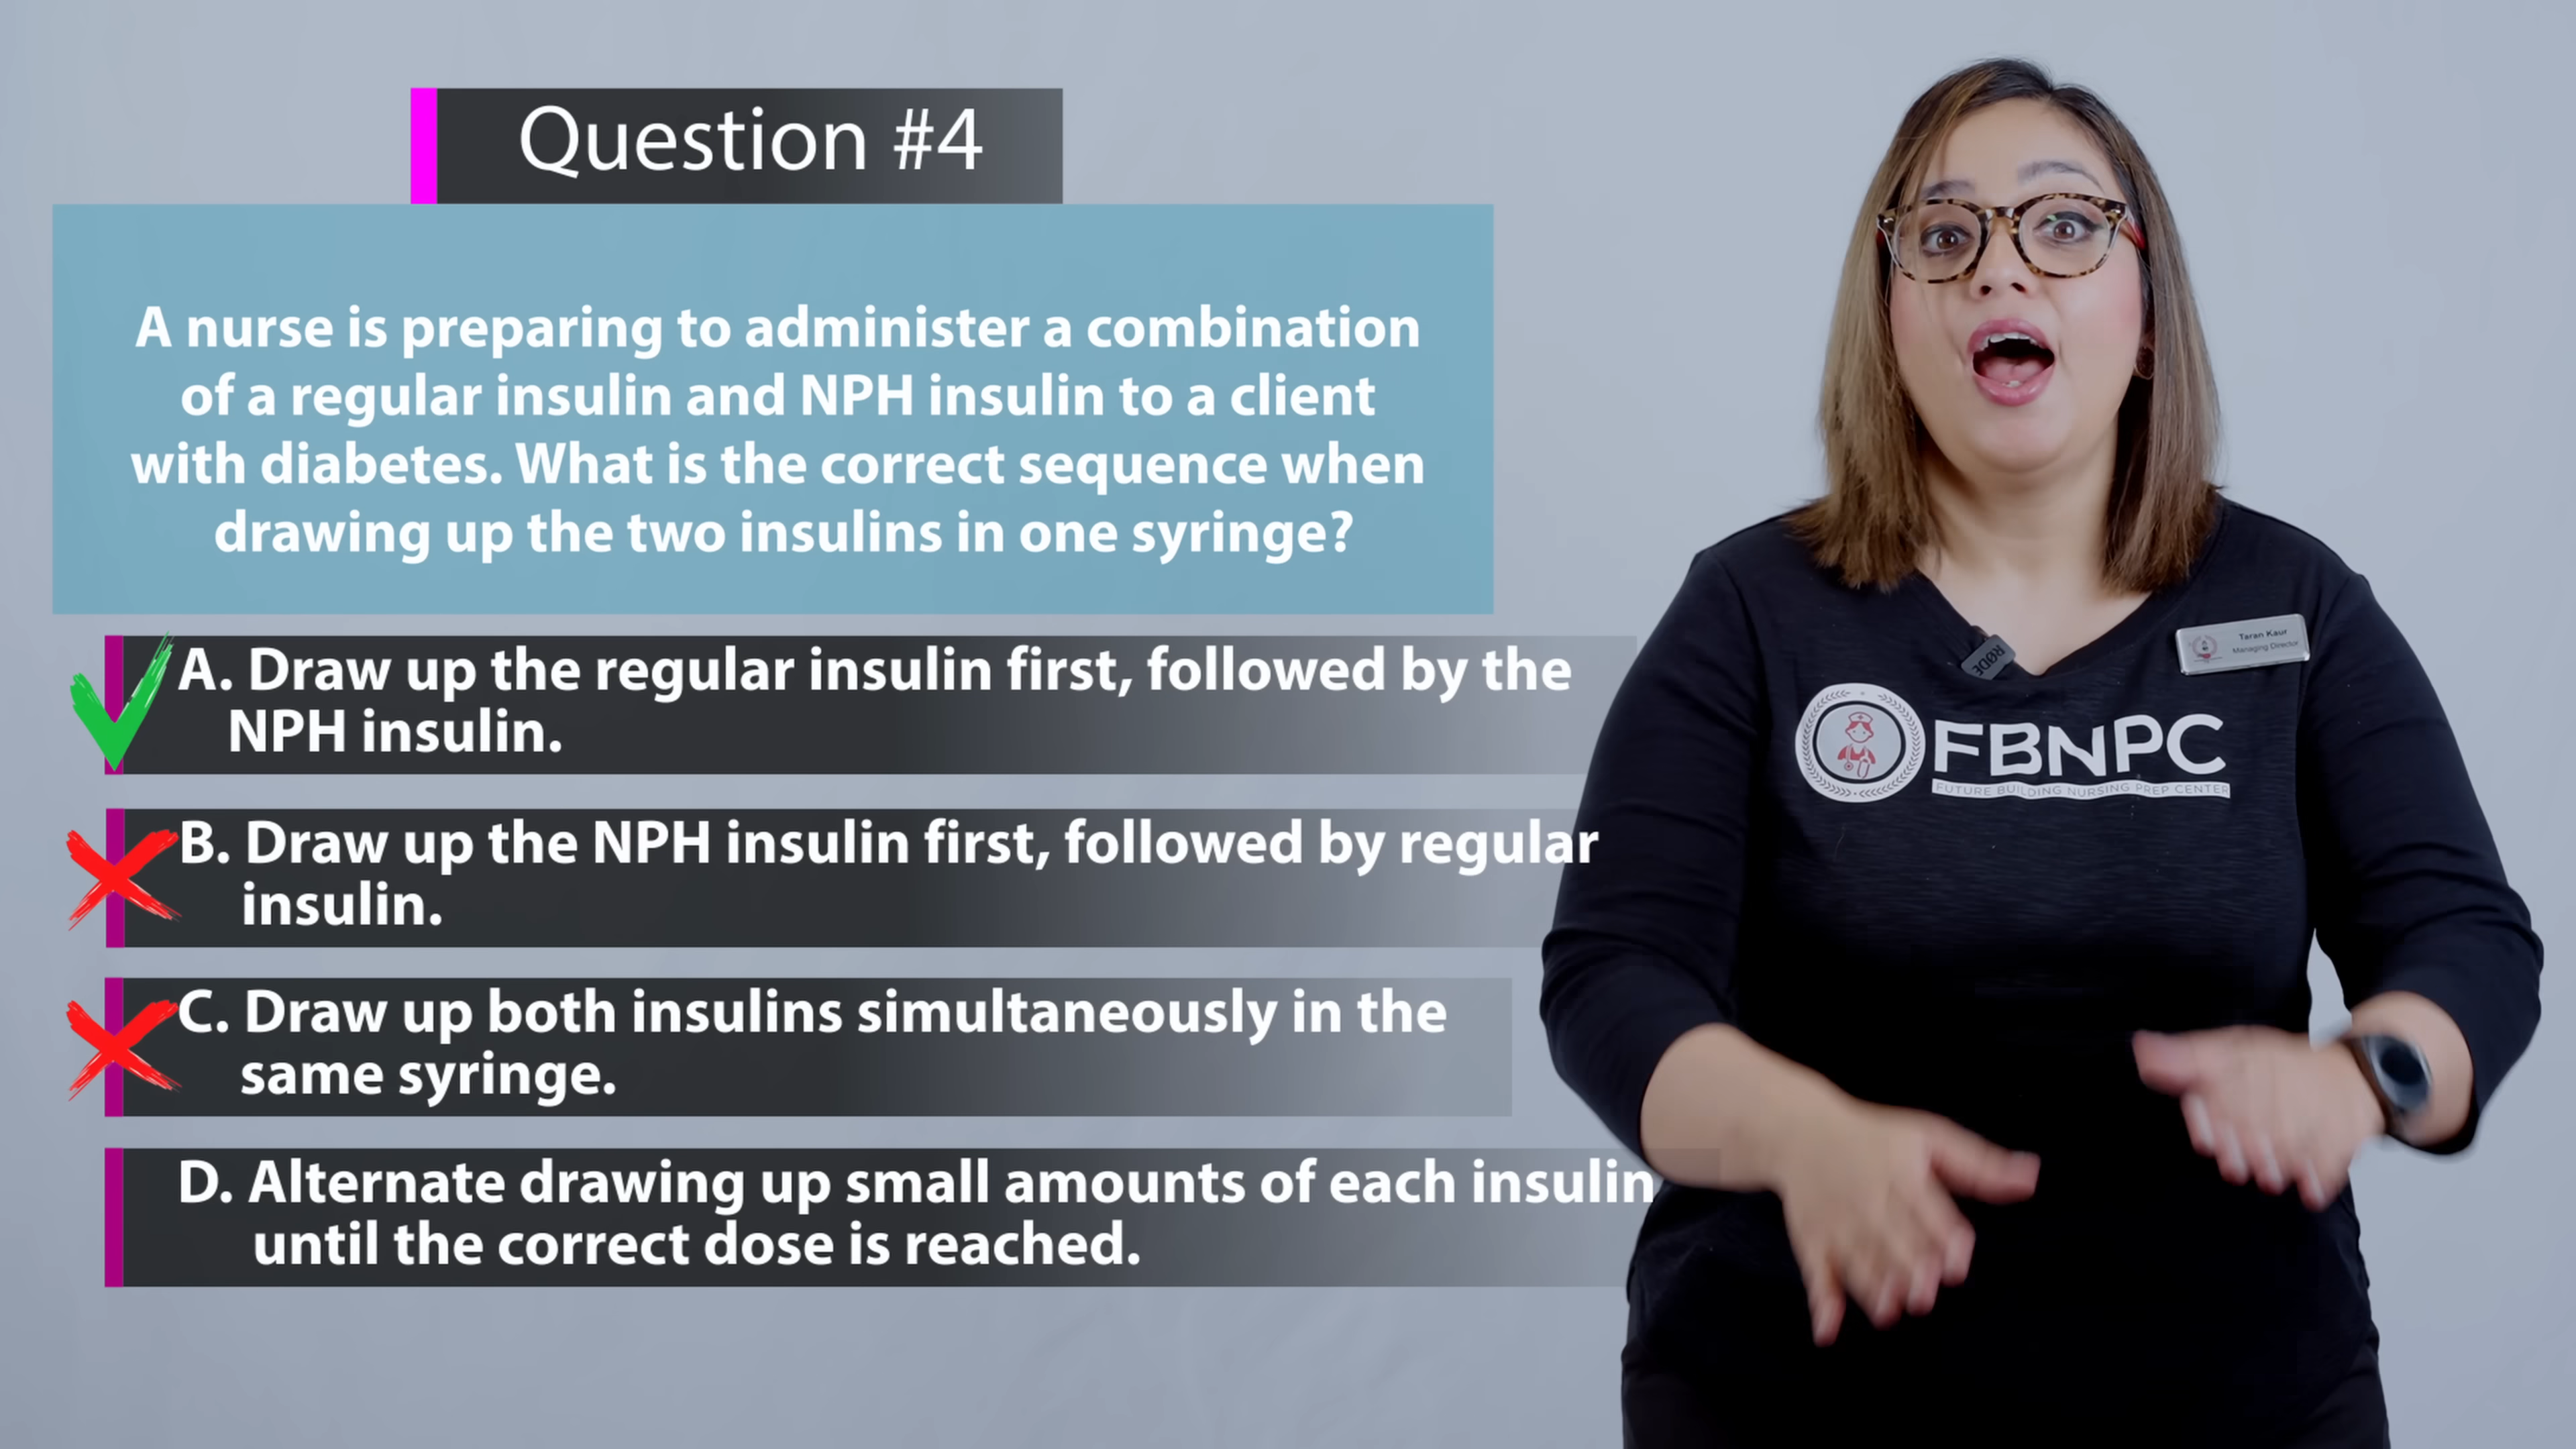 Question #4
A nurse is preparing to administer a combination
of a regular insulin and NPH insulin to a client
with diabetes. What is the correct sequence when
drawing up the two insulins in one syringe?
A. Draw up the regular insulin first, followed by the
NPH insulin.
B. Draw up the NPH insulin first, followed by regular
insulin.
C. Draw up both insulins simultaneously in the
same syringe.
D. Alternate drawing up small amounts of each insulin
until the correct dose is reached.
Taran Kaur
Managing Director
RØDE
FBNPC
FUTURE BUILDING NURSING PREP CENTER